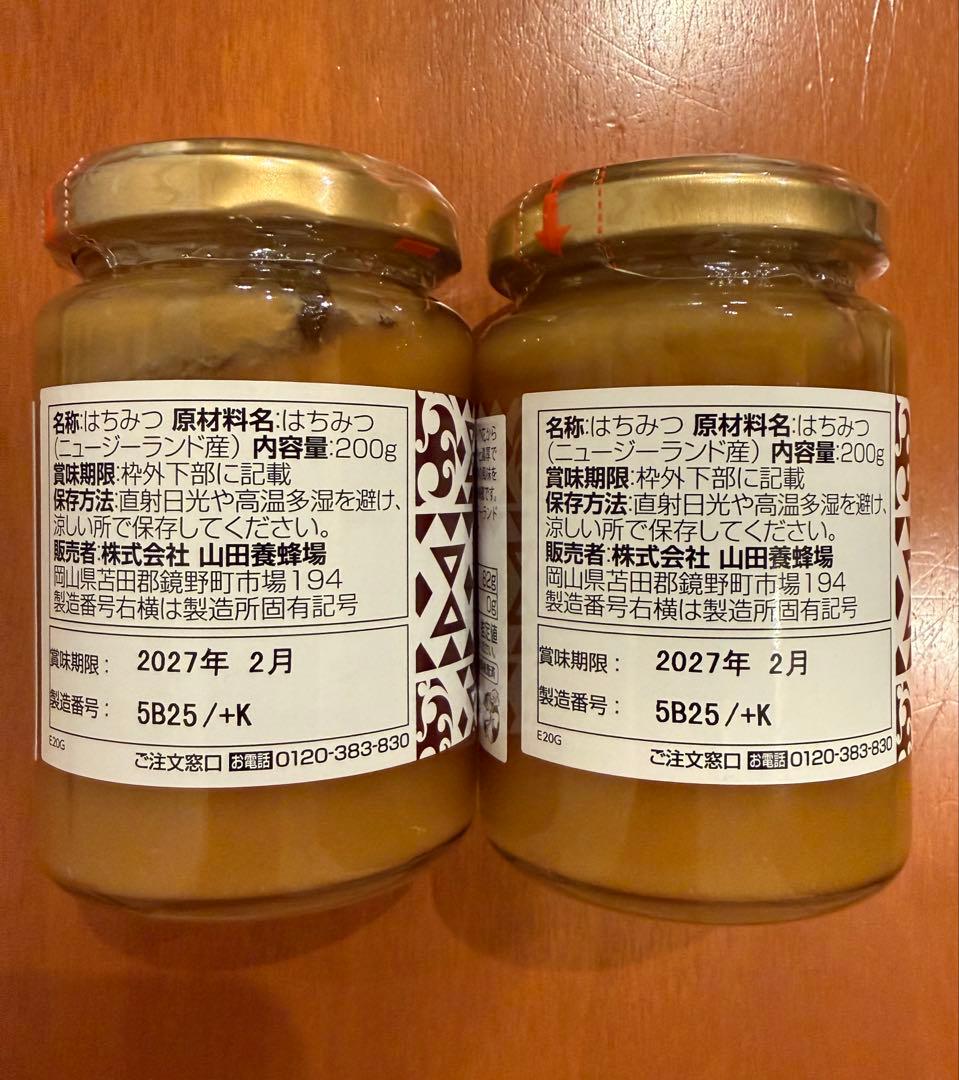 名称:はちみつ 原材料名:はちみつ
(ニュージーランド産) 内容量:200g
賞味期限:枠外下部に記載
保存方法:直射日光や高温多湿を避け、
涼しい所で保存してください。
販売者:株式会社 山田養蜂場
岡山県苫田郡鏡野町市場194
製造番号右横は製造所固有記号
賞味期限: 2027年 2月
製造番号: 5B25/+K
E20G
ご注文窓口 お電話 0120-383-830
82g
0g
推定値
名称:はちみつ 原材料名:はちみつ
(ニュージーランド産) 内容量:200g
賞味期限:枠外下部に記載
保存方法:直射日光や高温多湿を避け、
涼しい所で保存してください。
販売者:株式会社 山田養蜂場
岡山県苫田郡鏡野町市場194
製造番号右横は製造所固有記号
賞味期限: 2027年 2月
製造番号: 5B25/+K
E20G
ご注文窓口 お電話 0120-383-830